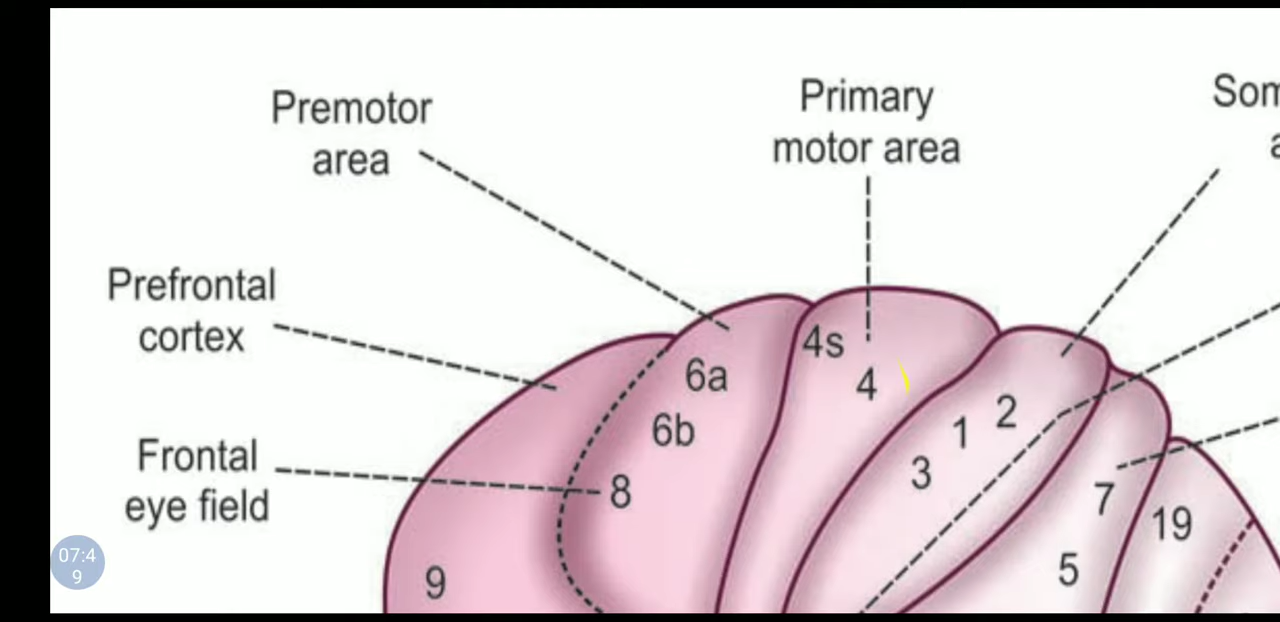 Premotor
area
Primary
motor area
Som
a
Prefrontal
cortex
Frontal
eye field
4s
4
6a
6b
8
9
1
2
3
7
5
19
07:4
9